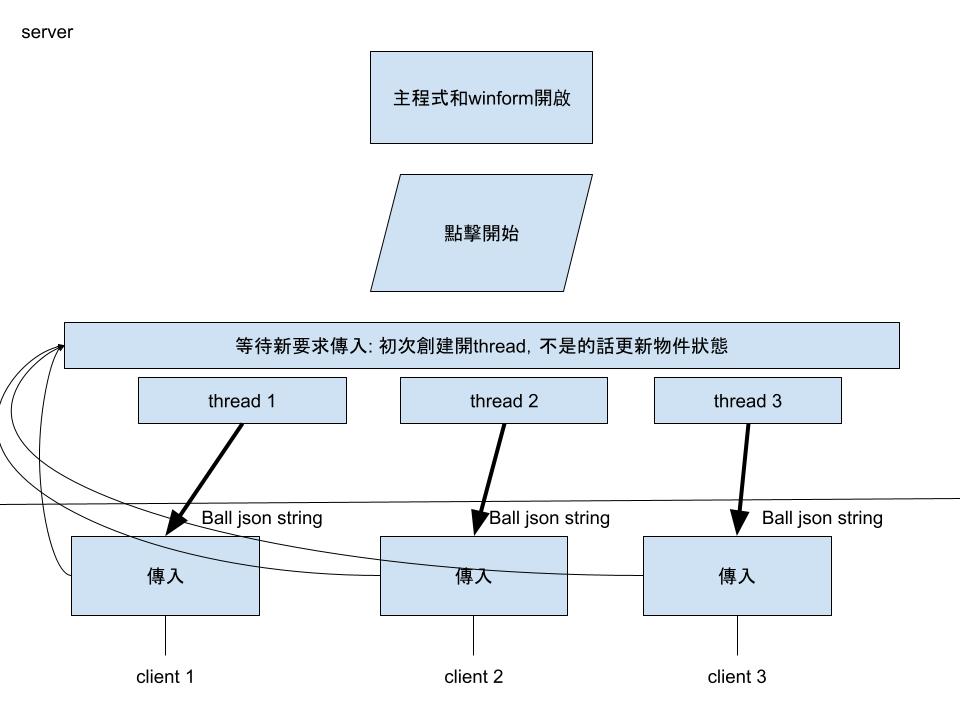 server
主程式和winform開啟
點擊開始
等待新要求傳入: 初次創建開thread, 不是的話更新物件狀態
thread 1
thread 2
thread 3
Ball json string
Ball json string
Ball json string
傳入
傳入
傳入
client 1
client 2
client 3